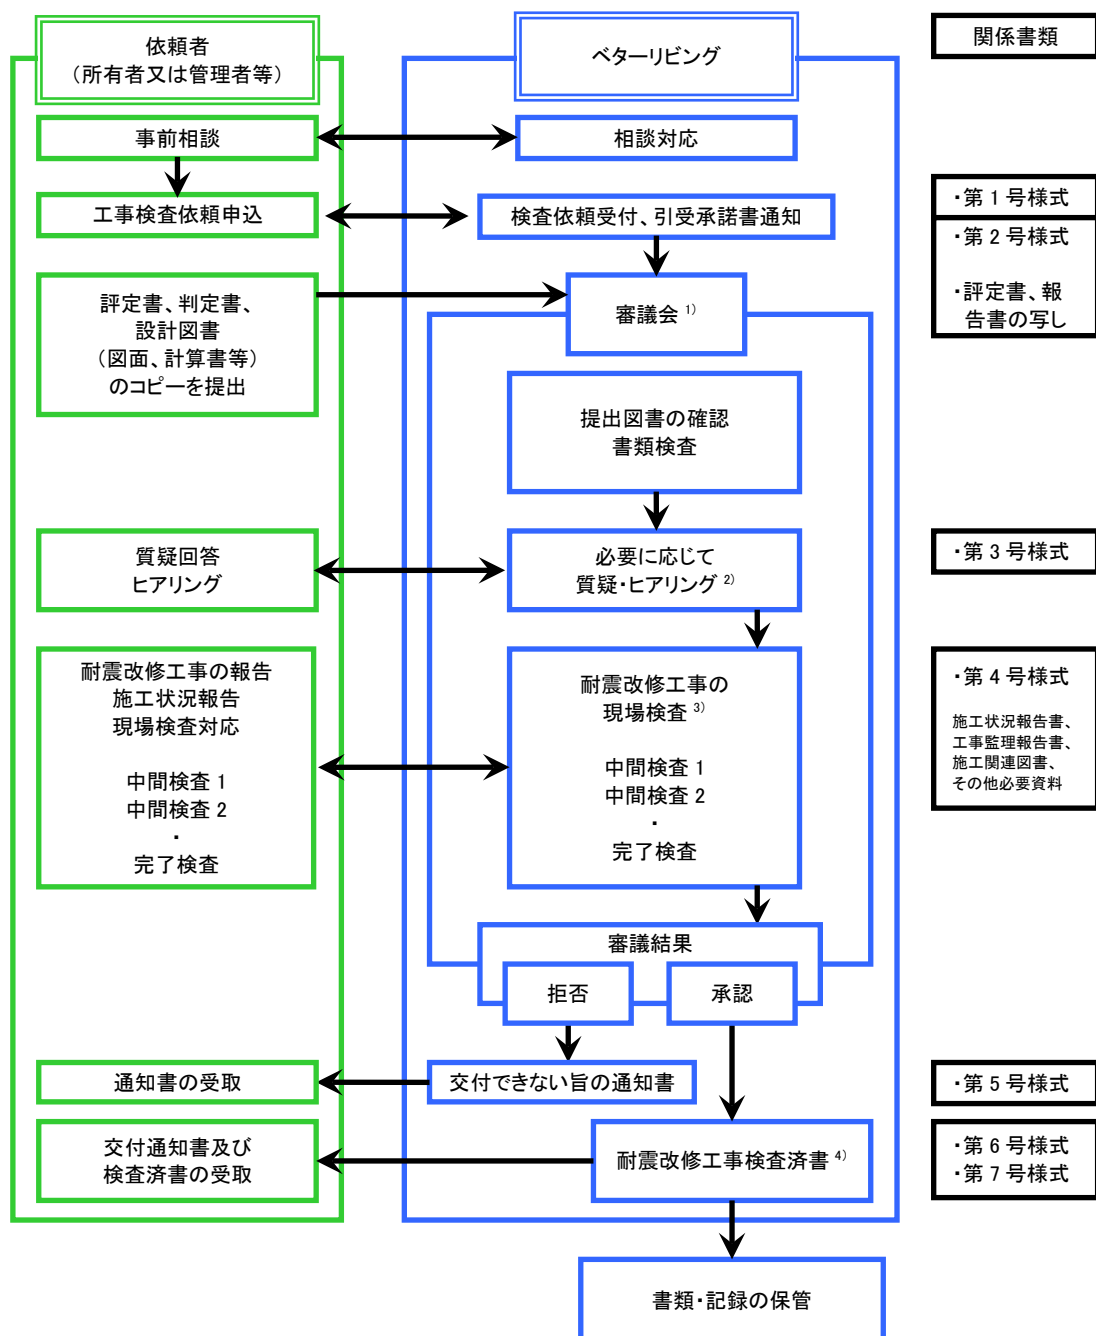 依頼者
（所有者又は管理者等）
ベターリビング
関係書類
事前相談
相談対応
工事検査依頼申込
検査依頼受付、引受承諾書通知
・第1号様式
・第2号様式
・評定書、報
告書の写し
評定書、判定書、
設計図書
（図面、計算書等）
のコピーを提出
審議会 1)
提出図書の確認
書類検査
質疑回答
ヒアリング
必要に応じて
質疑・ヒアリング 2)
・第3号様式
耐震改修工事の報告
施工状況報告
現場検査対応
中間検査1
中間検査2
・
完了検査
耐震改修工事の
現場検査 3)
中間検査1
中間検査2
・
完了検査
・第4号様式
施工状況報告書、
工事監理報告書、
施工関連図書、
その他必要資料
審議結果
拒否
承認
通知書の受取
交付できない旨の通知書
・第5号様式
交付通知書及び
検査済書の受取
耐震改修工事検査済書 4)
・第6号様式
・第7号様式
書類・記録の保管